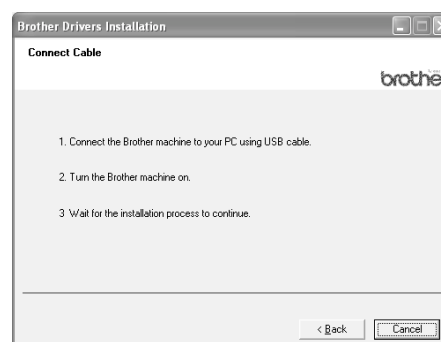 Brother Drivers Installation
Connect Cable
brothe
1. Connect the Brother machine to your PC using USB cable.
2. Turn the Brother machine on.
3 Wait for the installation process to continue.
< Back
Cancel